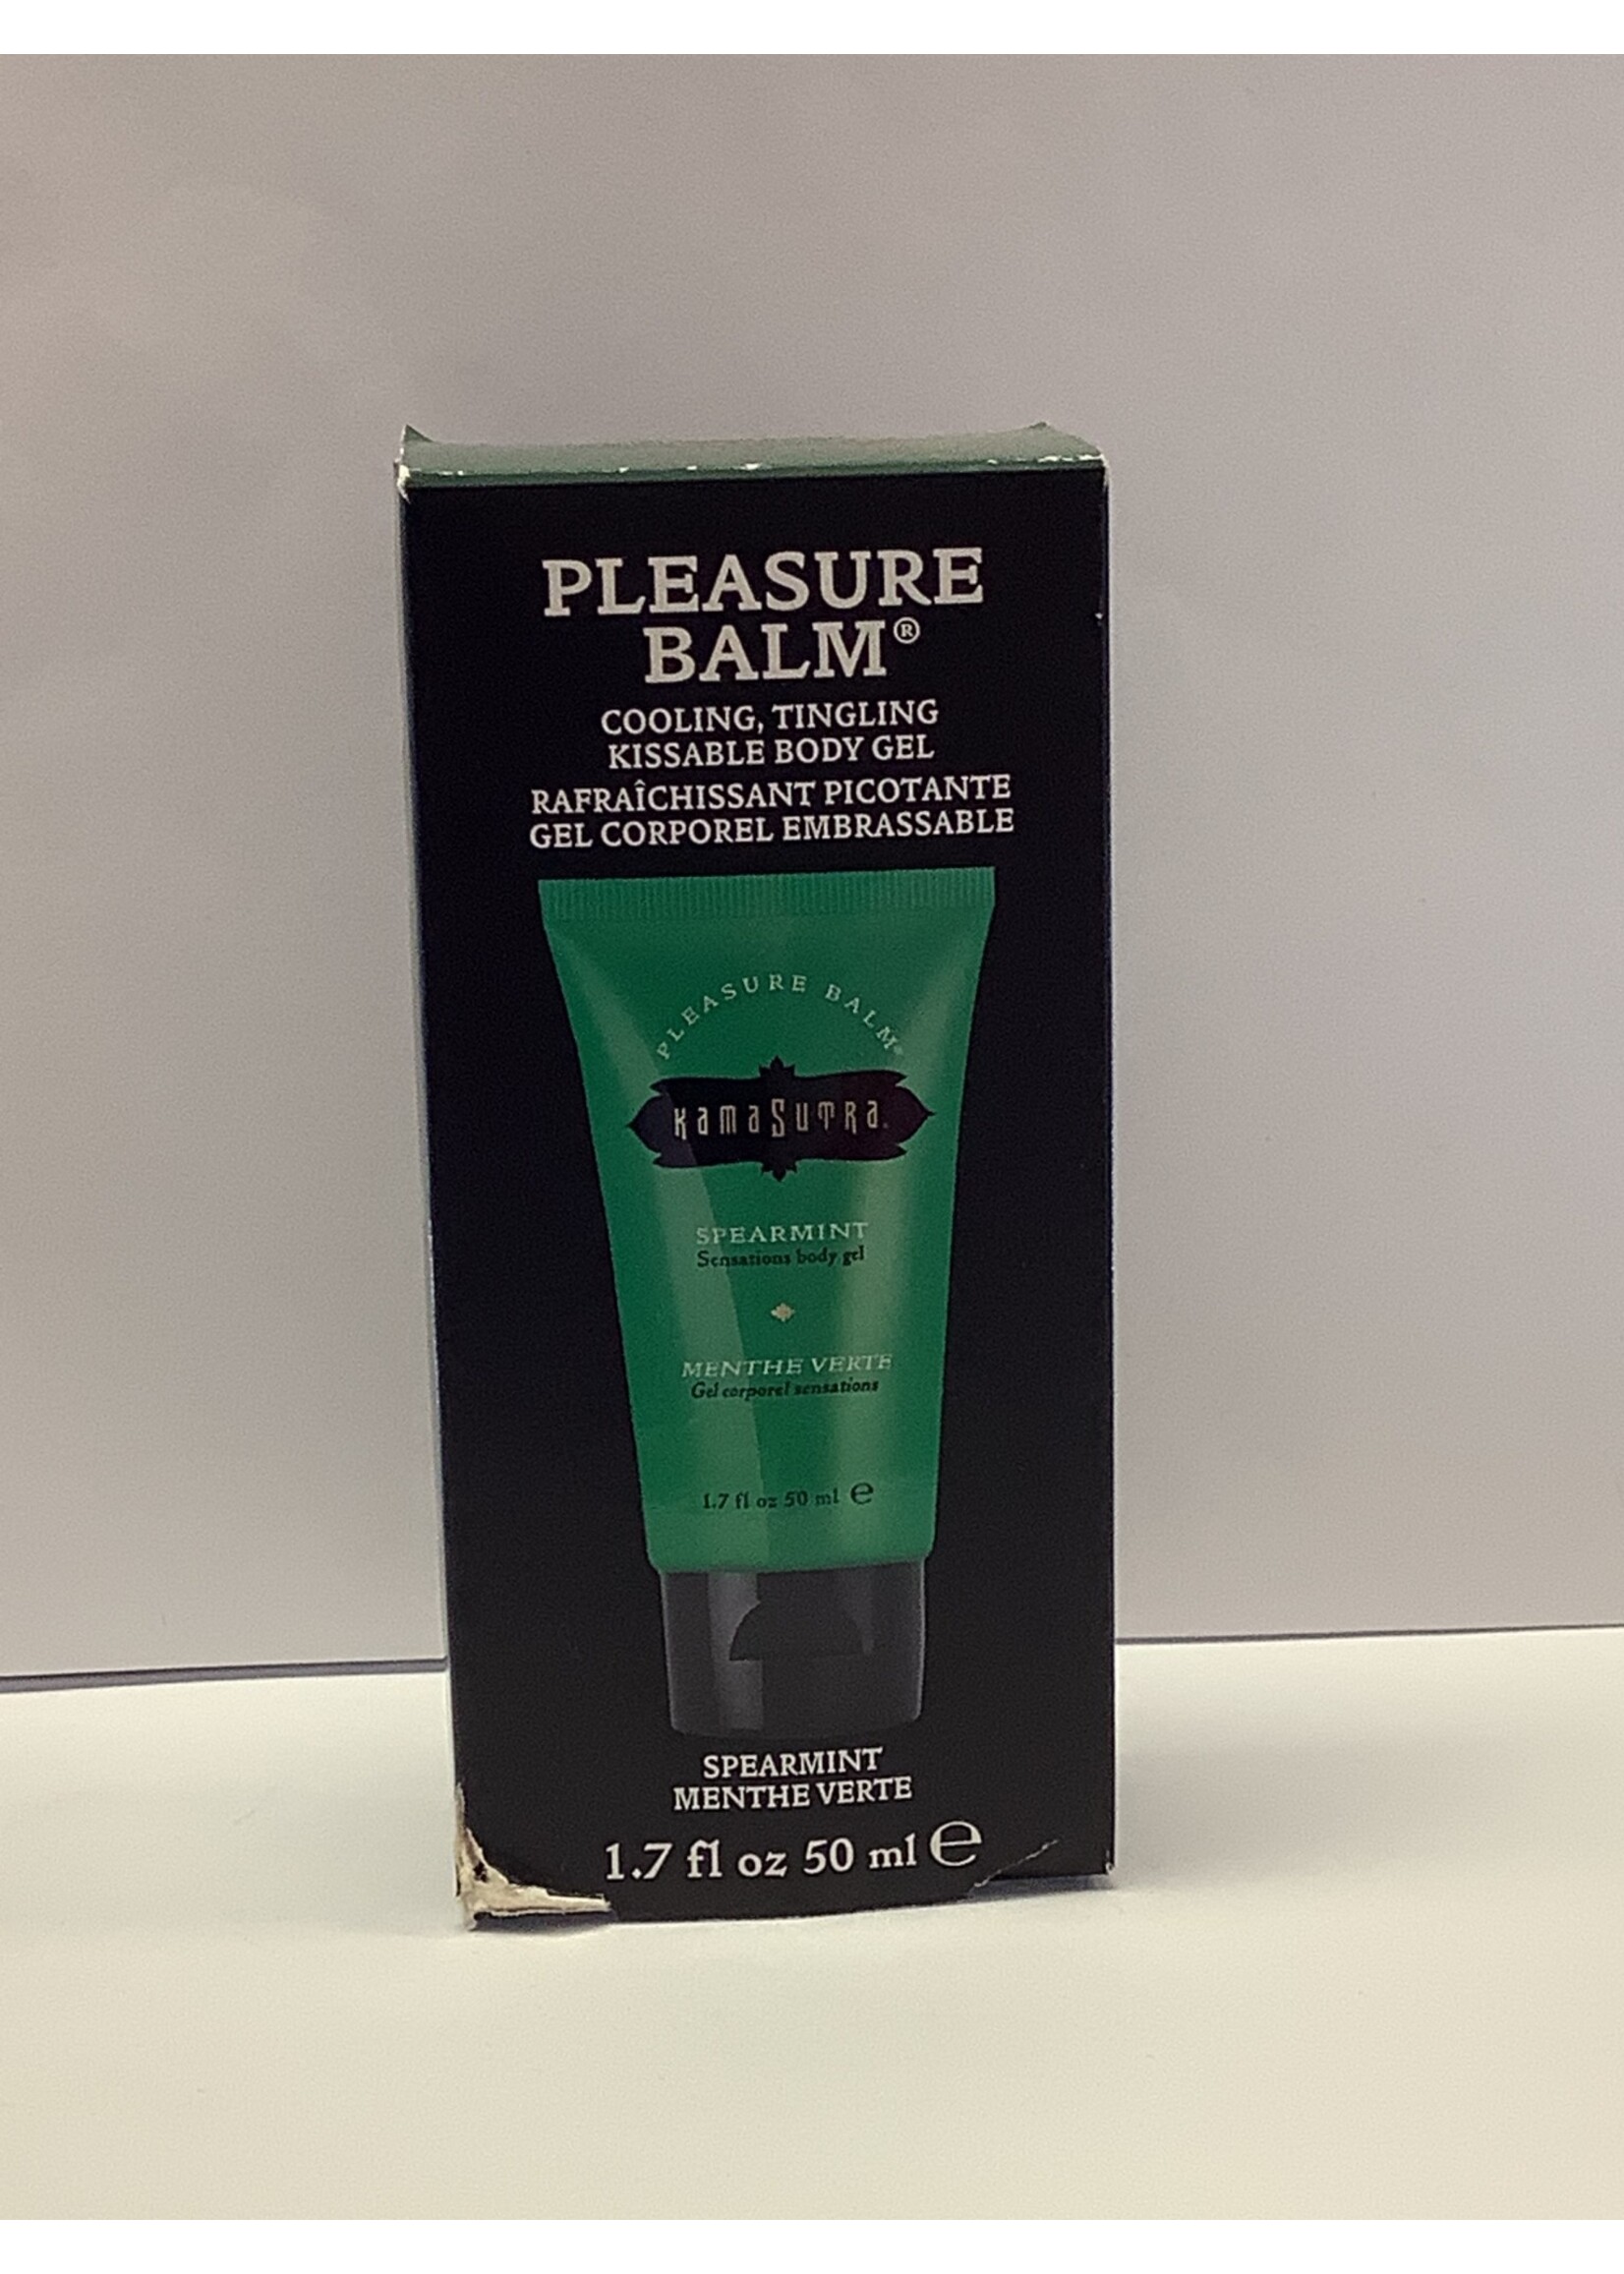 PLEASURE
BALM®
COOLING, TINGLING
KISSABLE BODY GEL
RAFRAÎCHISSANT PICOTANTE
GEL CORPOREL EMBRASSABLE
PLEASURE BALM®
KamaSutra
SPEARMINT
Sensations body gel
MENTHE VERTE
Gel corporel sensations
1.7 fl oz 50 ml ℮
SPEARMINT
MENTHE VERTE
1.7 fl oz 50 ml ℮